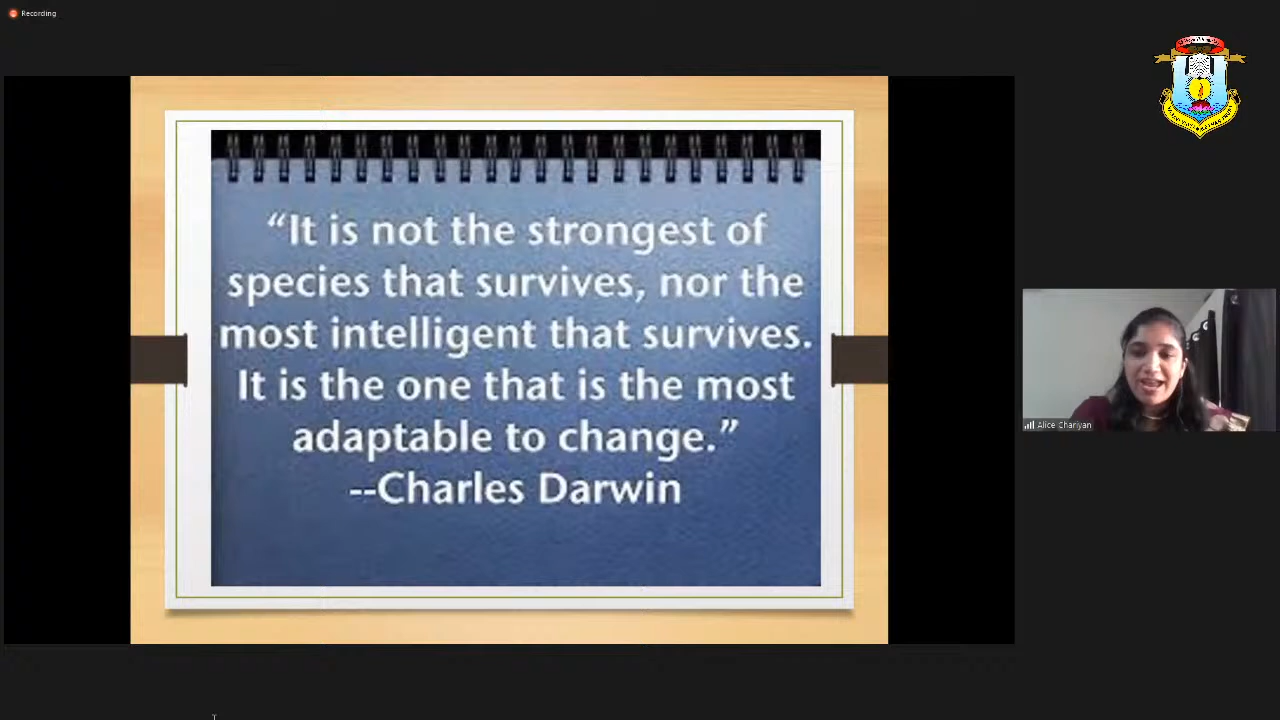 Recording
“It is not the strongest of
species that survives, nor the
most intelligent that survives.
It is the one that is the most
adaptable to change.”
--Charles Darwin
Alice Chariyan